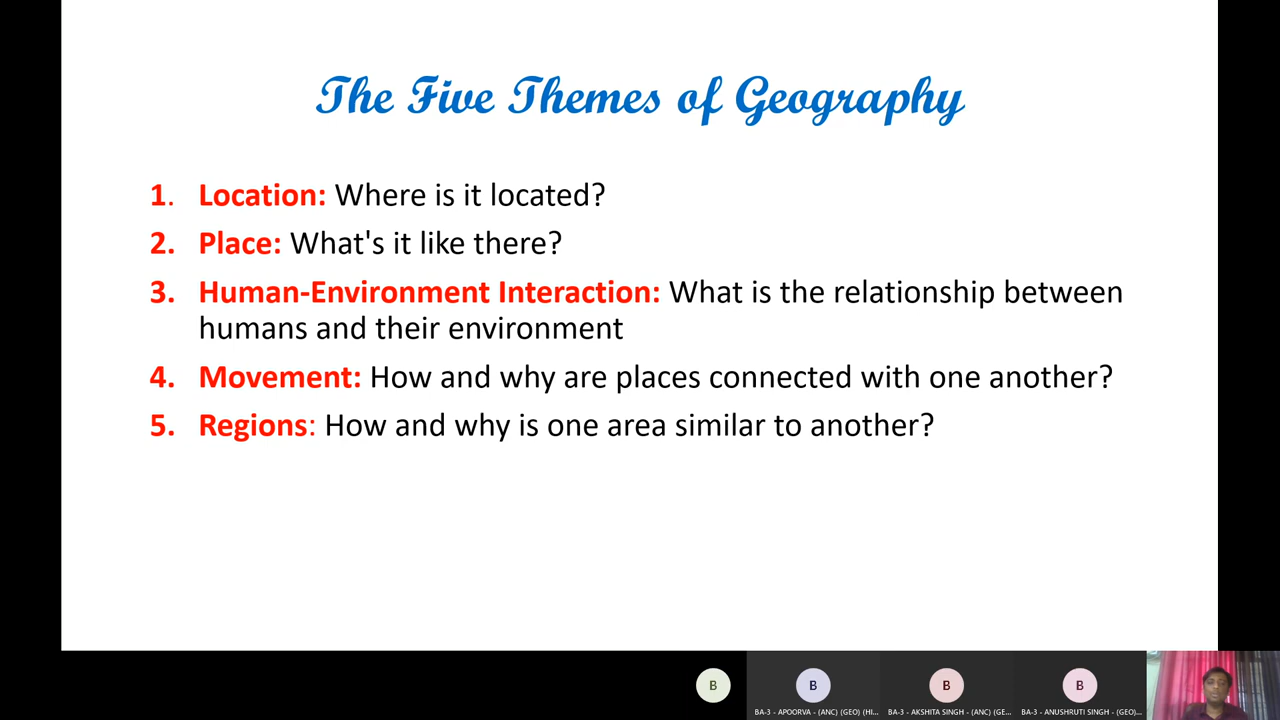 The Five Themes of Geography
1. Location: Where is it located?
2. Place: What's it like there?
3. Human-Environment Interaction: What is the relationship between
humans and their environment
4. Movement: How and why are places connected with one another?
5. Regions: How and why is one area similar to another?
B B B B
BA-3 - APOORVA - (ANC) (GEO) (HI... BA-3 - AKSHITA SINGH - (ANC) (GE... BA-3 - ANUSHRUTI SINGH - (GEO)...